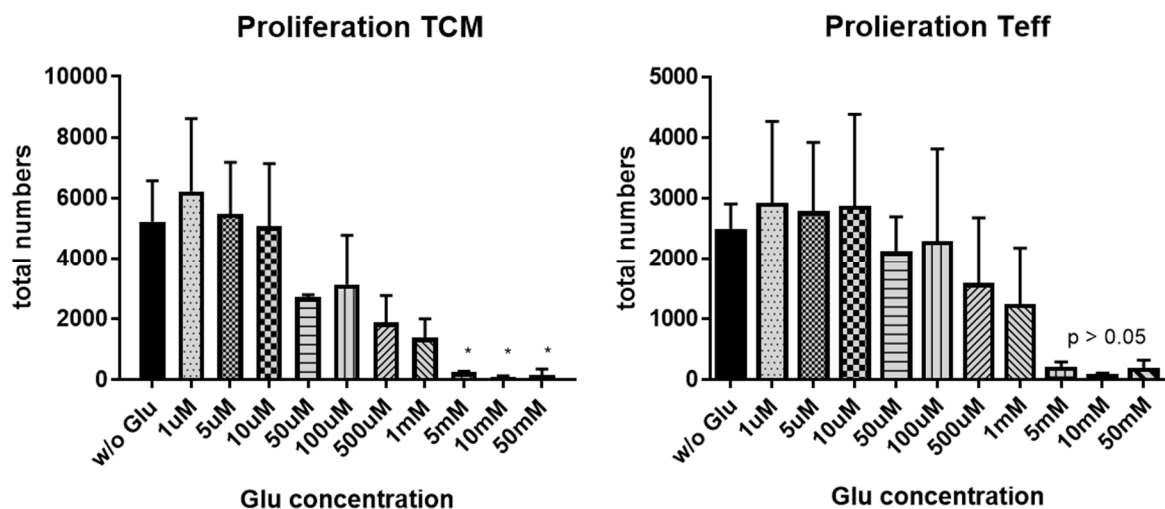 Proliferation TCM
10000
8000
6000
4000
2000
0
total numbers
* * *
w/o Glu
1uM
5uM
10uM
50uM
100uM
500uM
1mM
5mM
10mM
50mM
Glu concentration
Prolieration Teff
5000
4000
3000
2000
1000
0
total numbers
p > 0.05
w/o Glu
1uM
5uM
10uM
50uM
100uM
500uM
1mM
5mM
10mM
50mM
Glu concentration